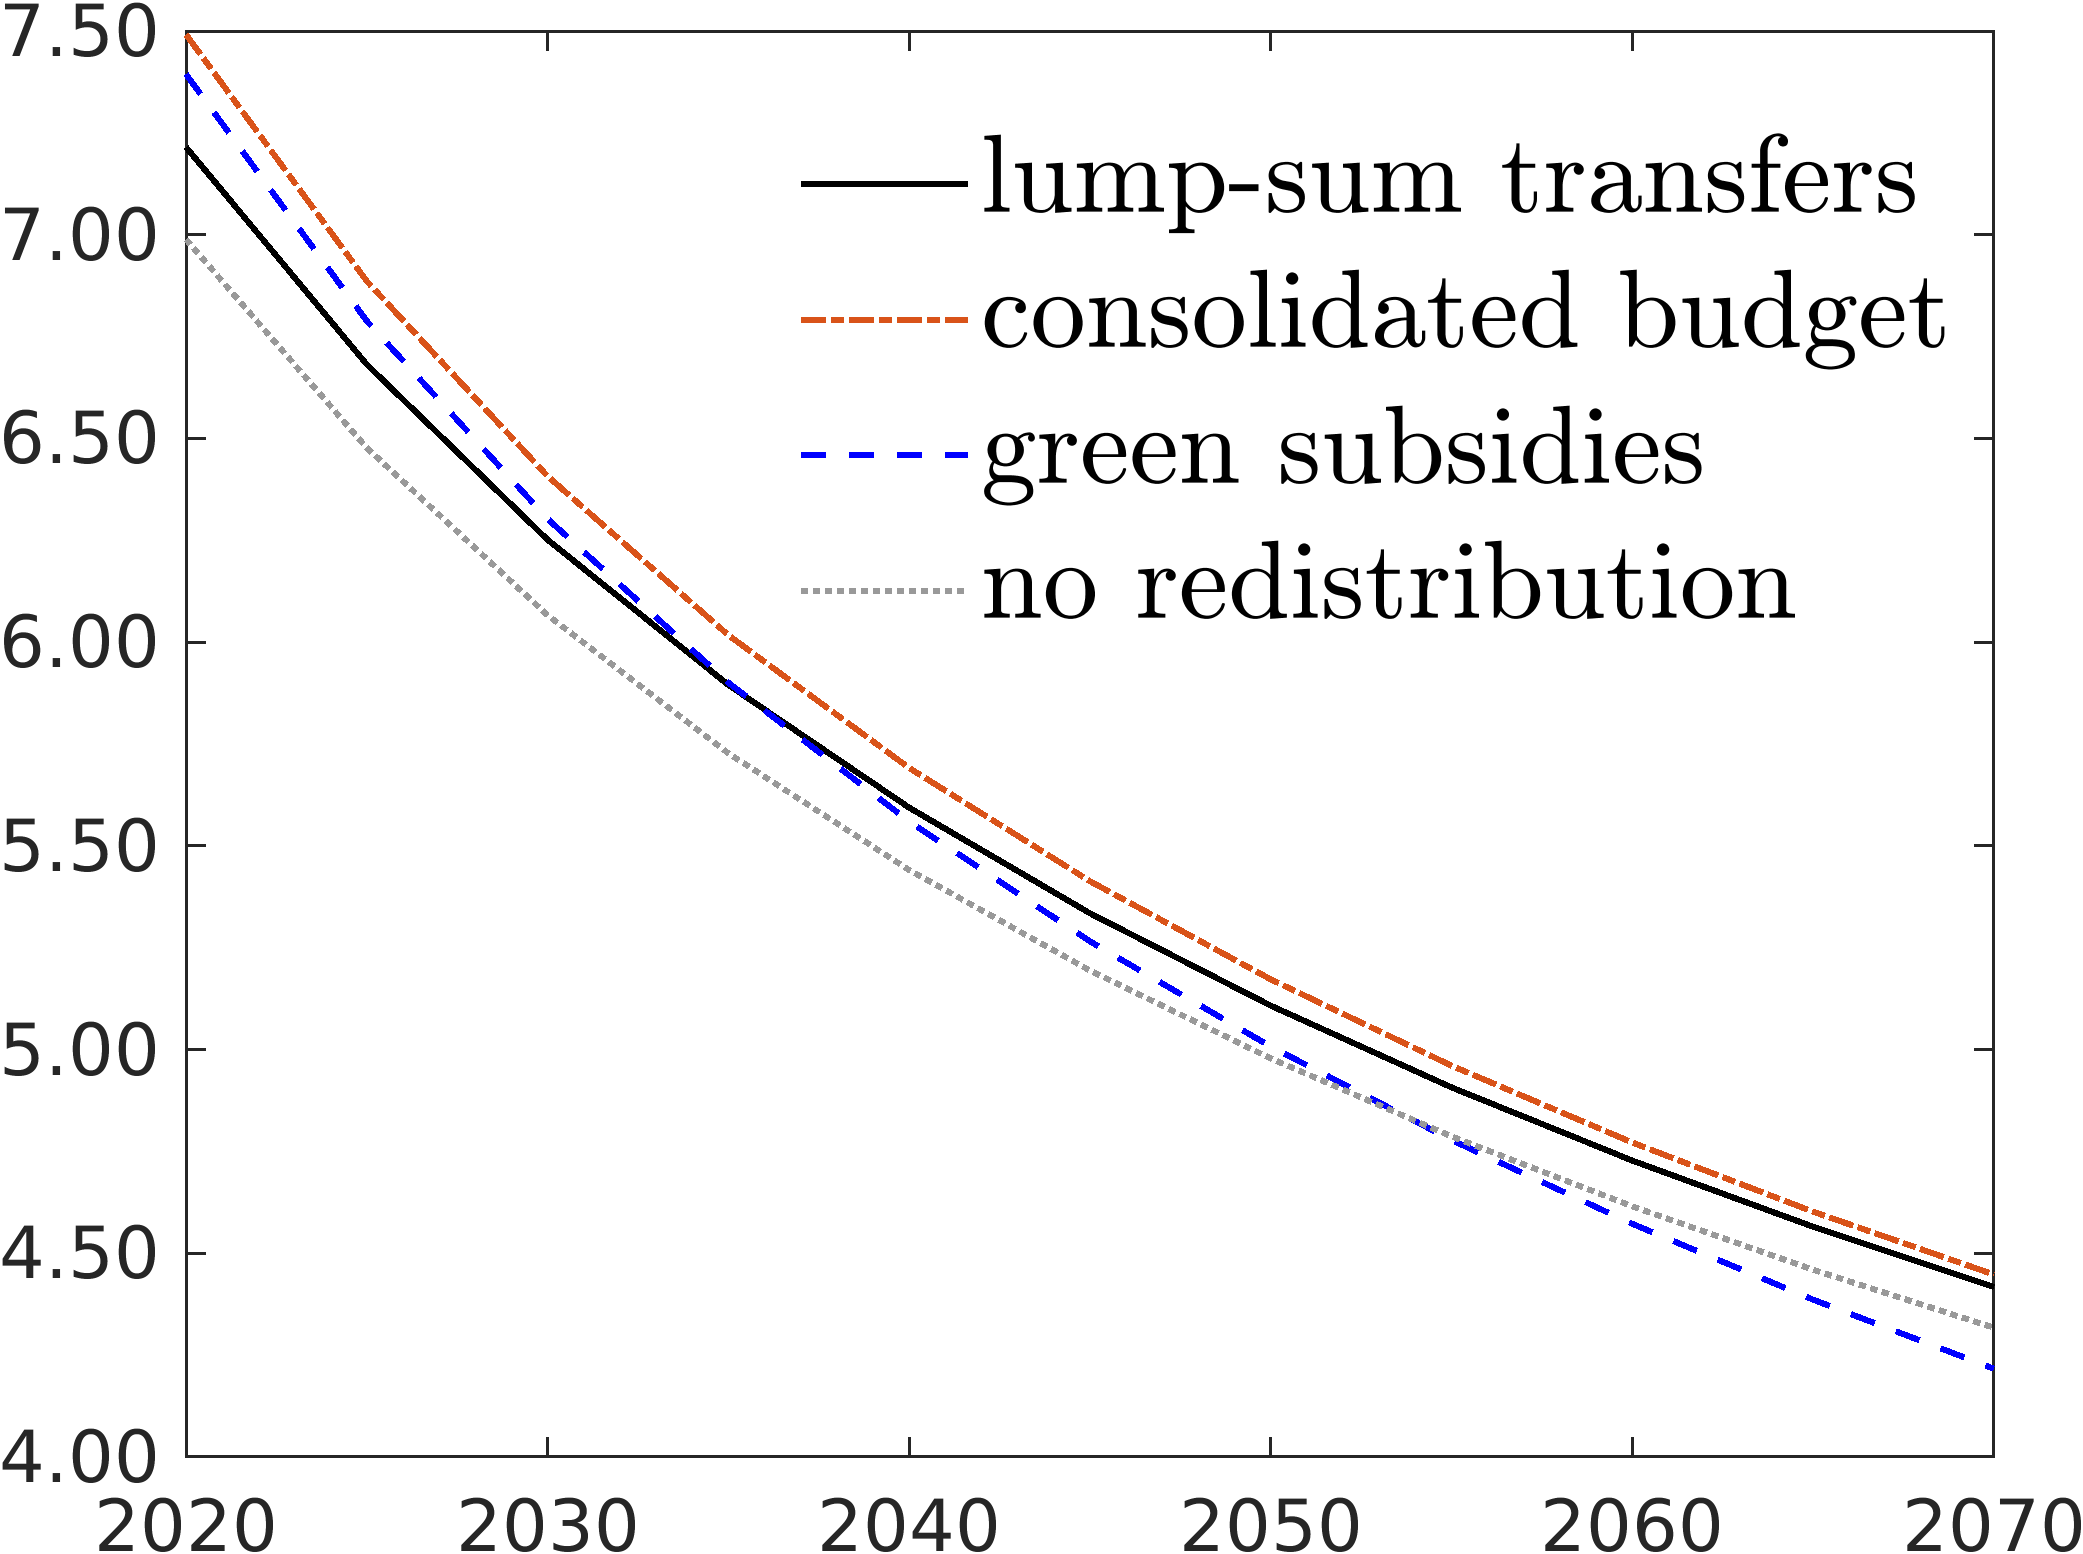 7.50
7.00
6.50
6.00
5.50
5.00
4.50
4.00
lump-sum transfers
consolidated budget
green subsidies
no redistribution
2020 2030 2040 2050 2060 2070